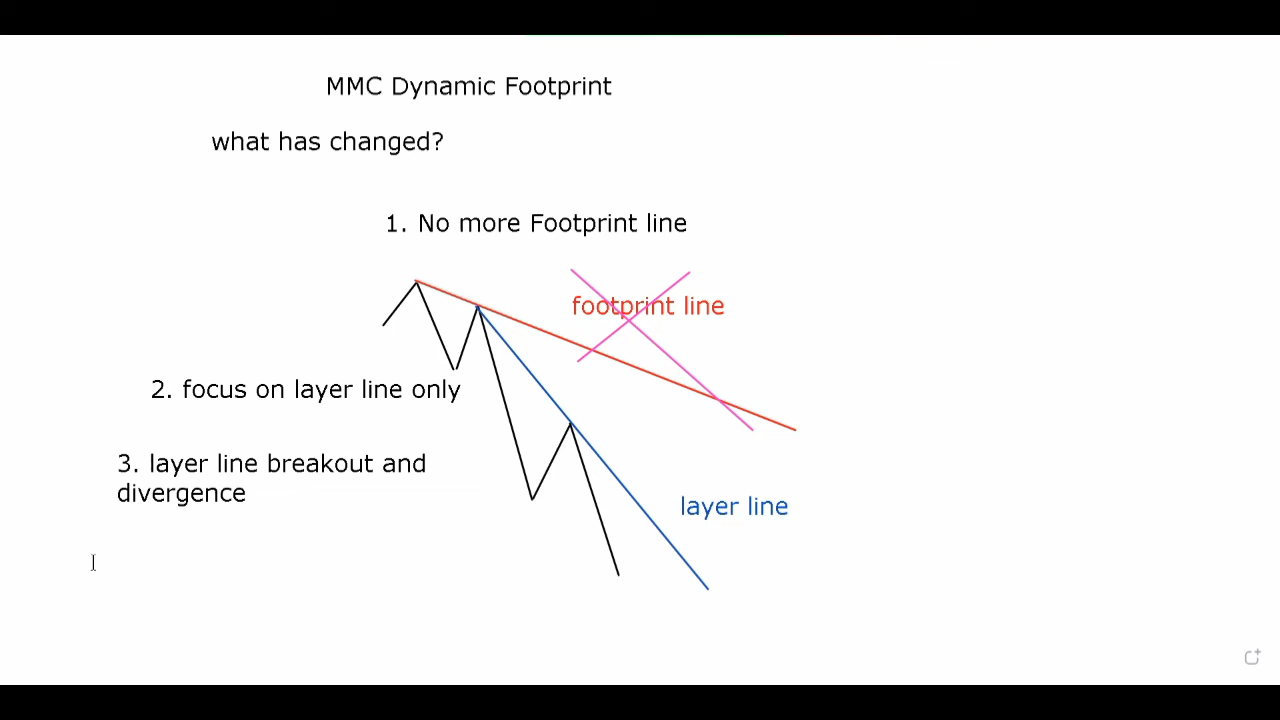 MMC Dynamic Footprint
what has changed?
1. No more Footprint line
footprint line
2. focus on layer line only
3. layer line breakout and
divergence
layer line